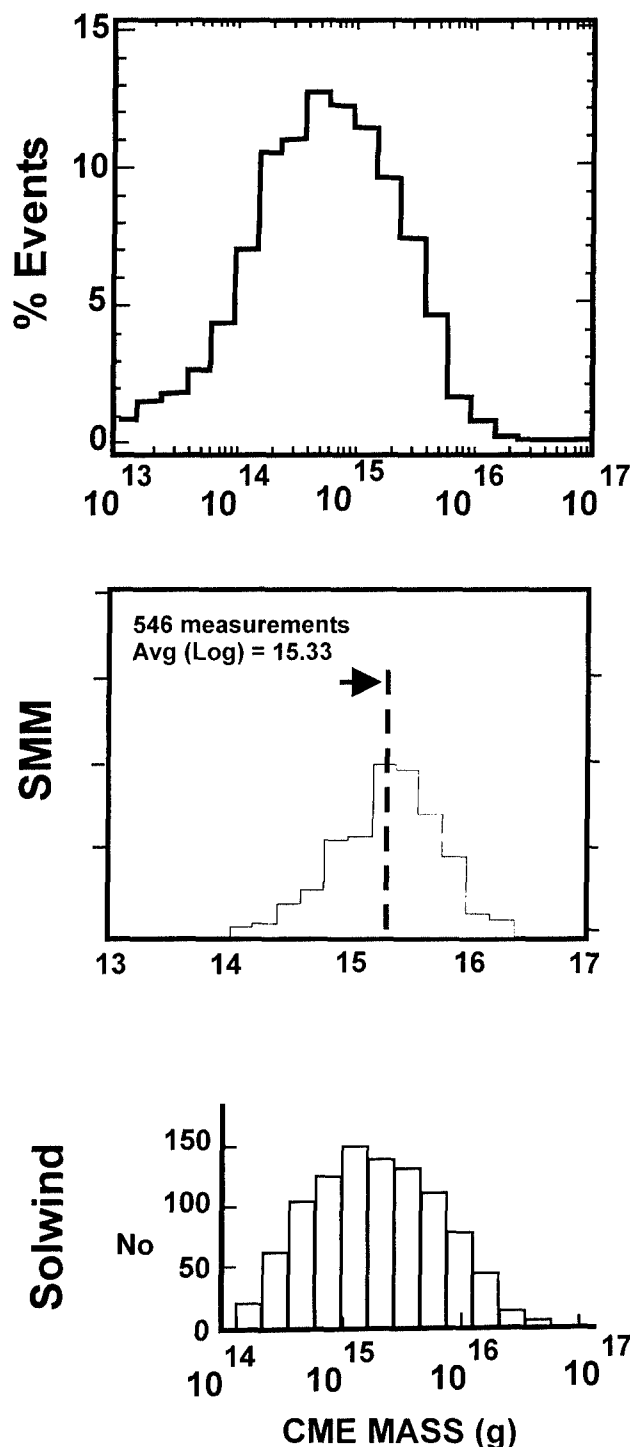 15
10
5
0
% Events
10^13 10^14 10^15 10^16 10^17
546 measurements
Avg (Log) = 15.33
SMM
13 14 15 16 17
Solwind
No
150
100
50
0
10^14 10^15 10^16 10^17
CME MASS (g)